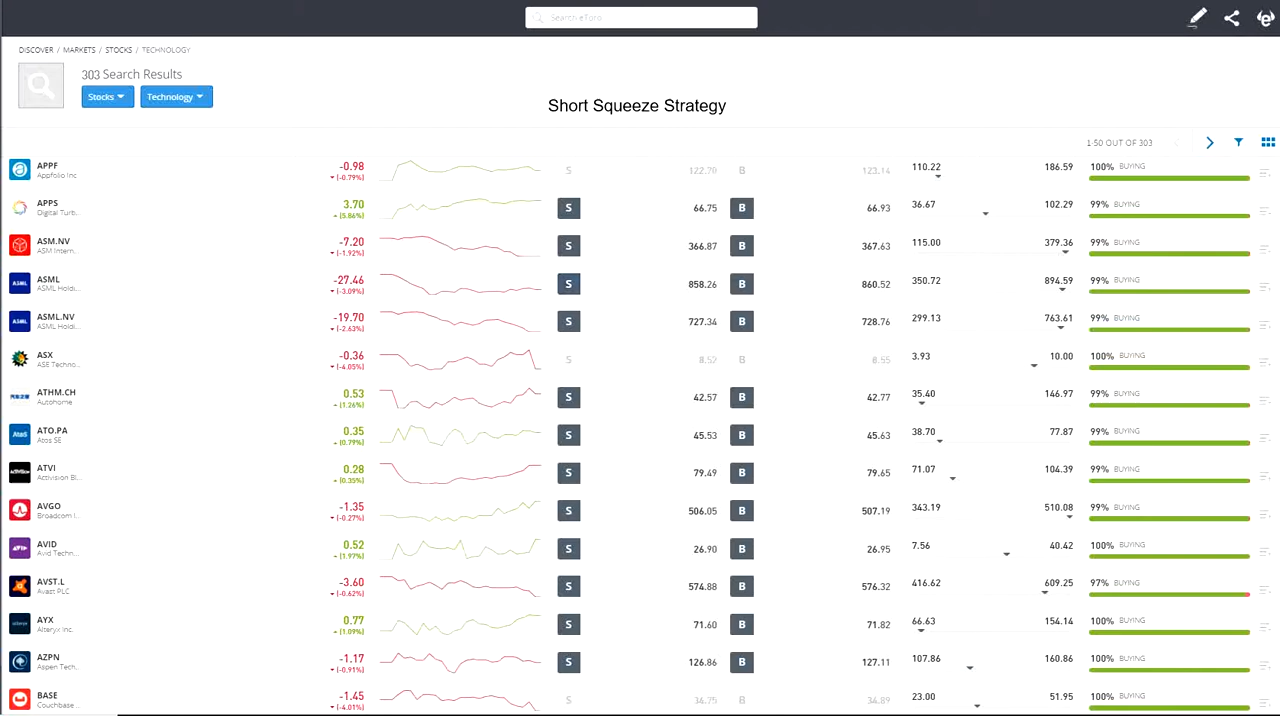 Search eToro
DISCOVER / MARKETS / STOCKS / TECHNOLOGY
303 Search Results
Stocks Technology
Short Squeeze Strategy
1-50 OUT OF 303
APPF -0.98 S 122.70 B 123.14 110.22 186.59 100% BUYING
Appfolio Inc (-0.79%)
APPS 3.70 S 66.75 B 66.93 36.67 102.29 99% BUYING
Digital Turb... (5.86%)
ASM.NV -7.20 S 366.87 B 367.63 115.00 379.36 99% BUYING
ASM Intern... (-1.92%)
ASML -27.46 S 858.26 B 860.52 350.72 894.59 99% BUYING
ASML Holdi... (-3.09%)
ASML.NV -19.70 S 727.34 B 728.76 299.13 763.61 99% BUYING
ASML Holdi... (-2.63%)
ASX -0.36 S 8.52 B 8.55 3.93 10.00 100% BUYING
ASE Techno... (-4.05%)
ATHM.CH 0.53 S 42.57 B 42.77 35.40 146.97 99% BUYING
Autohome (1.26%)
ATO.PA 0.35 S 45.53 B 45.63 38.70 77.87 99% BUYING
Atos SE (0.79%)
ATVI 0.28 S 79.49 B 79.65 71.07 104.39 99% BUYING
Activision Bl... (0.35%)
AVGO -1.35 S 506.05 B 507.19 343.19 510.08 99% BUYING
Broadcom I... (-0.27%)
AVID 0.52 S 26.90 B 26.95 7.56 40.42 100% BUYING
Avid Techn... (1.97%)
AVST.L -3.60 S 574.88 B 576.32 416.62 609.25 97% BUYING
Avast PLC (-0.62%)
AYX 0.77 S 71.60 B 71.82 66.63 154.14 100% BUYING
Alteryx Inc. (1.09%)
AZPN -1.17 S 126.86 B 127.11 107.86 160.86 100% BUYING
Aspen Tech... (-0.91%)
BASE -1.45 S 34.75 B 34.89 23.00 51.95 100% BUYING
Couchbase... (-4.01%)